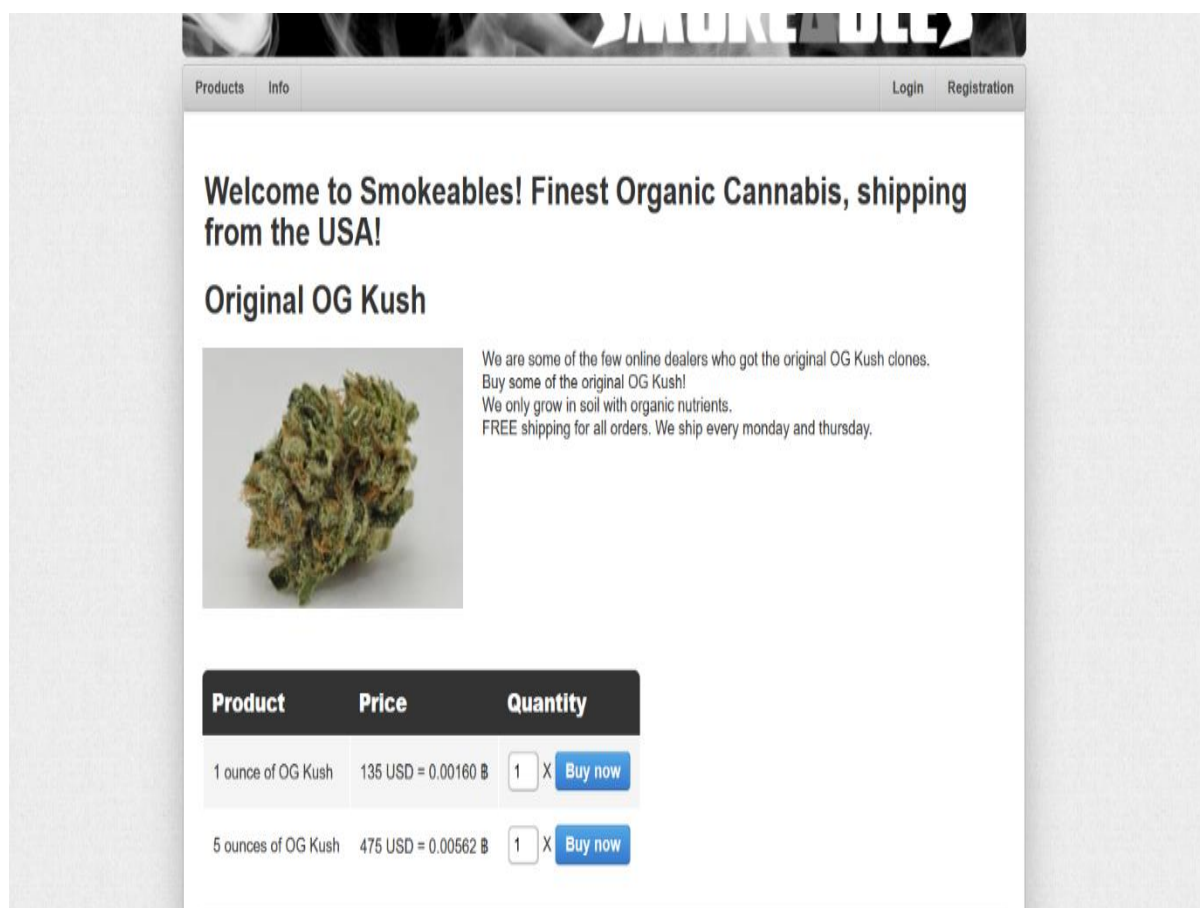 SMOKEABLES
Products Info Login Registration
Welcome to Smokeables! Finest Organic Cannabis, shipping
from the USA!
Original OG Kush
We are some of the few online dealers who got the original OG Kush clones.
Buy some of the original OG Kush!
We only grow in soil with organic nutrients.
FREE shipping for all orders. We ship every monday and thursday.
Product Price Quantity
1 ounce of OG Kush 135 USD = 0.00160 ฿ 1 X Buy now
5 ounces of OG Kush 475 USD = 0.00562 ฿ 1 X Buy now